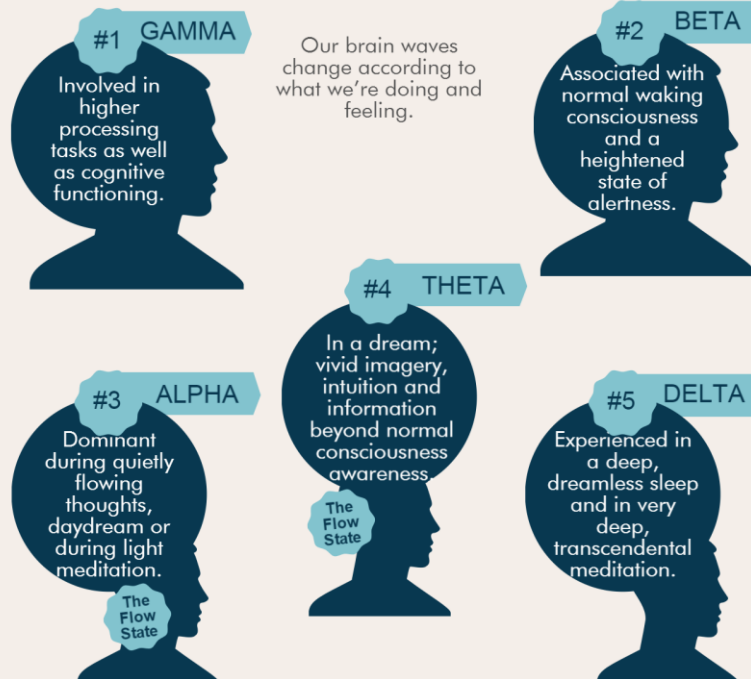 #1 GAMMA
Involved in
higher
processing
tasks as well
as cognitive
functioning.
Our brain waves
change according to
what we're doing and
feeling.
#2 BETA
Associated with
normal waking
consciousness
and a
heightened
state of
alertness.
#3 ALPHA
Dominant
during quietly
flowing
thoughts,
daydream or
during light
meditation.
The
Flow
State
#4 THETA
In a dream;
vivid imagery,
intuition and
information
beyond normal
consciousness
awareness.
The
Flow
State
#5 DELTA
Experienced in
a deep,
dreamless sleep
and in very
deep,
transcendental
meditation.